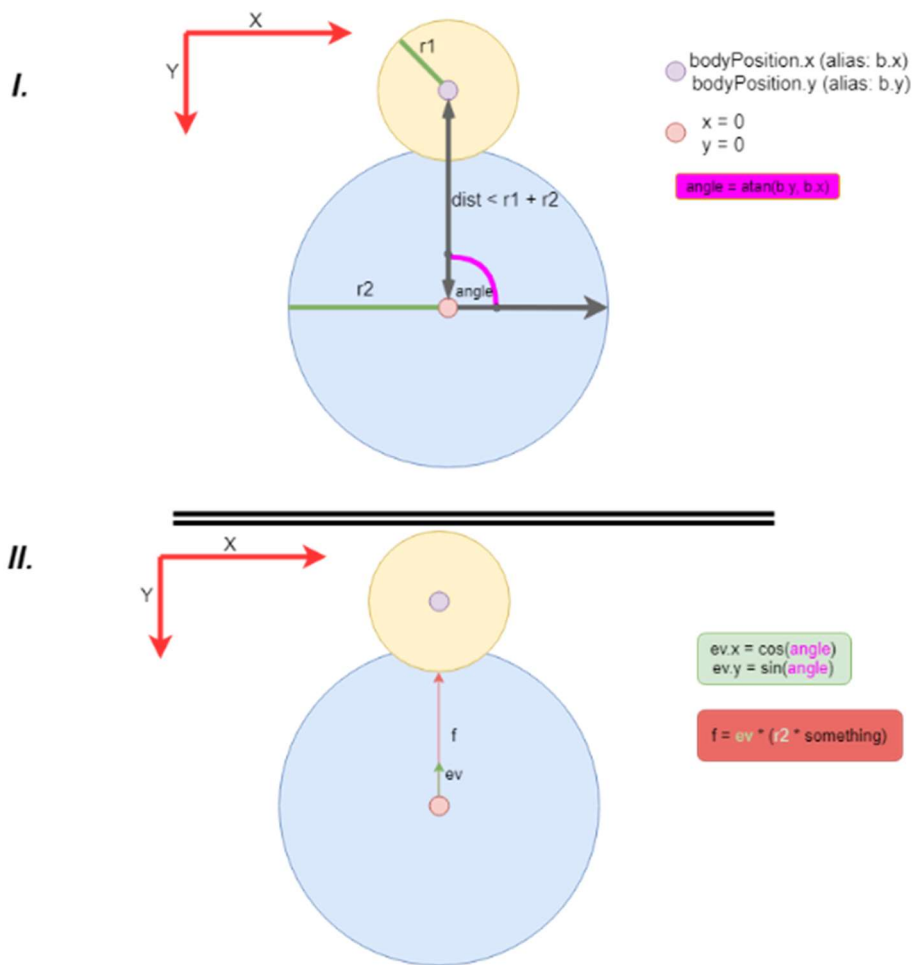 X
Y
I.
r1
bodyPosition.x (alias: b.x)
bodyPosition.y (alias: b.y)
x = 0
y = 0
angle = atan(b.y, b.x)
dist < r1 + r2
r2
angle
II.
X
Y
ev.x = cos(angle)
ev.y = sin(angle)
f
f = ev * (r2 * something)
ev